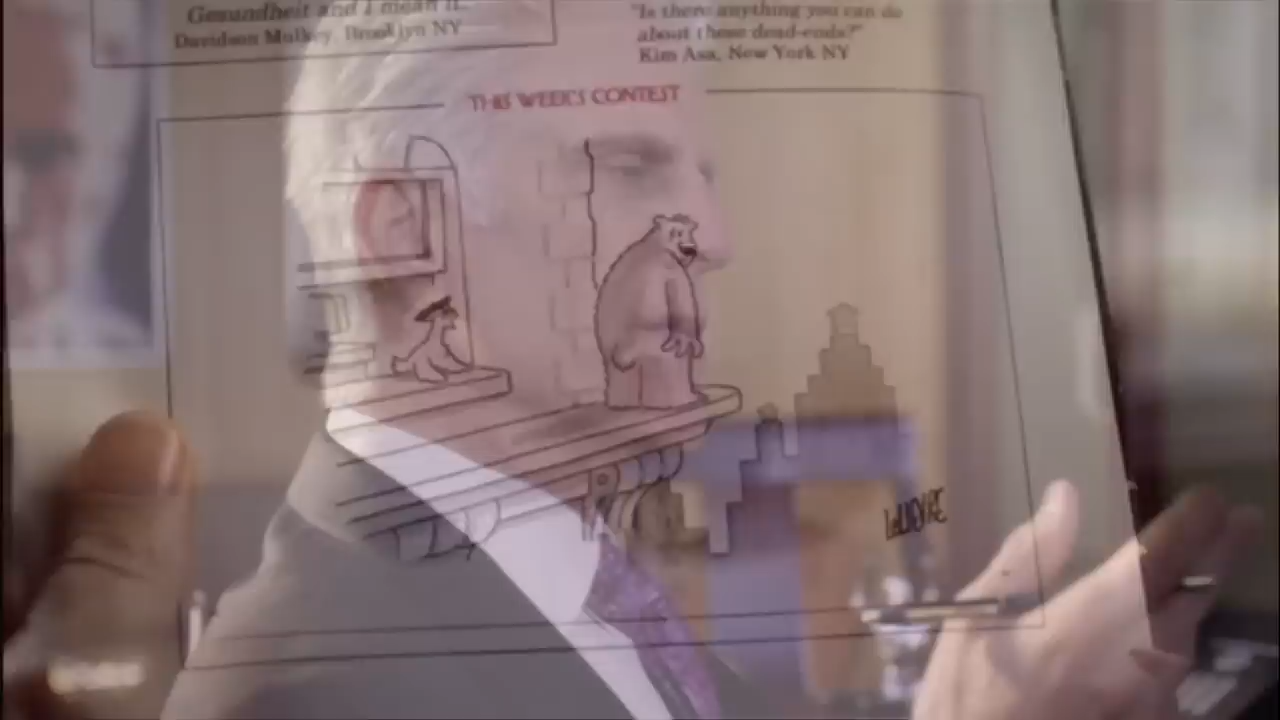 Gesundheit and I mean it."
Davidson Mulkey, Brooklyn NY
"Is there anything you can do
about those dead-ends?"
Kim Asa, New York NY
THIS WEEK'S CONTEST